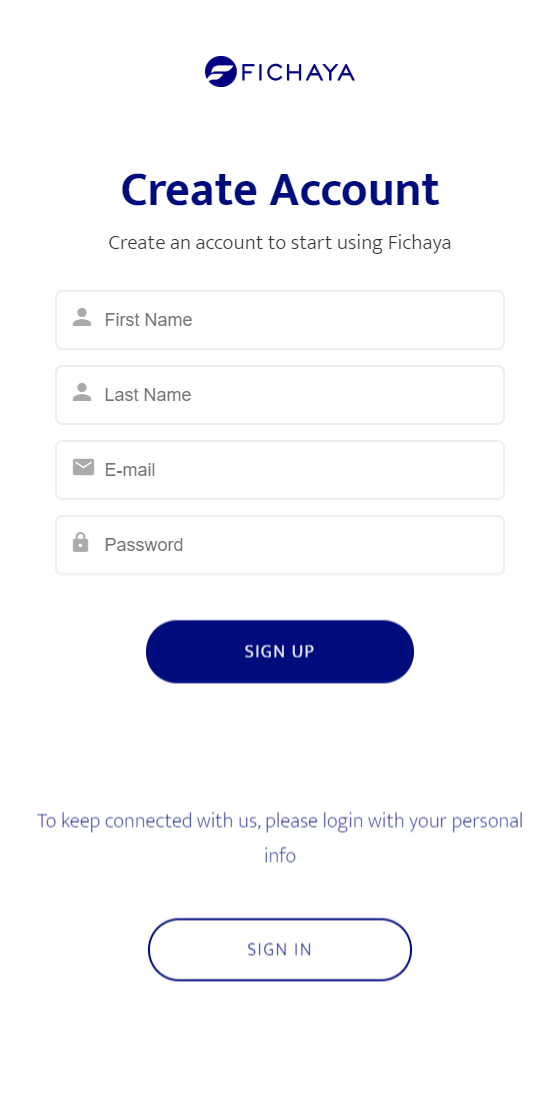 FICHAYA
Create Account
Create an account to start using Fichaya
First Name
Last Name
E-mail
Password
SIGN UP
To keep connected with us, please login with your personal
info
SIGN IN